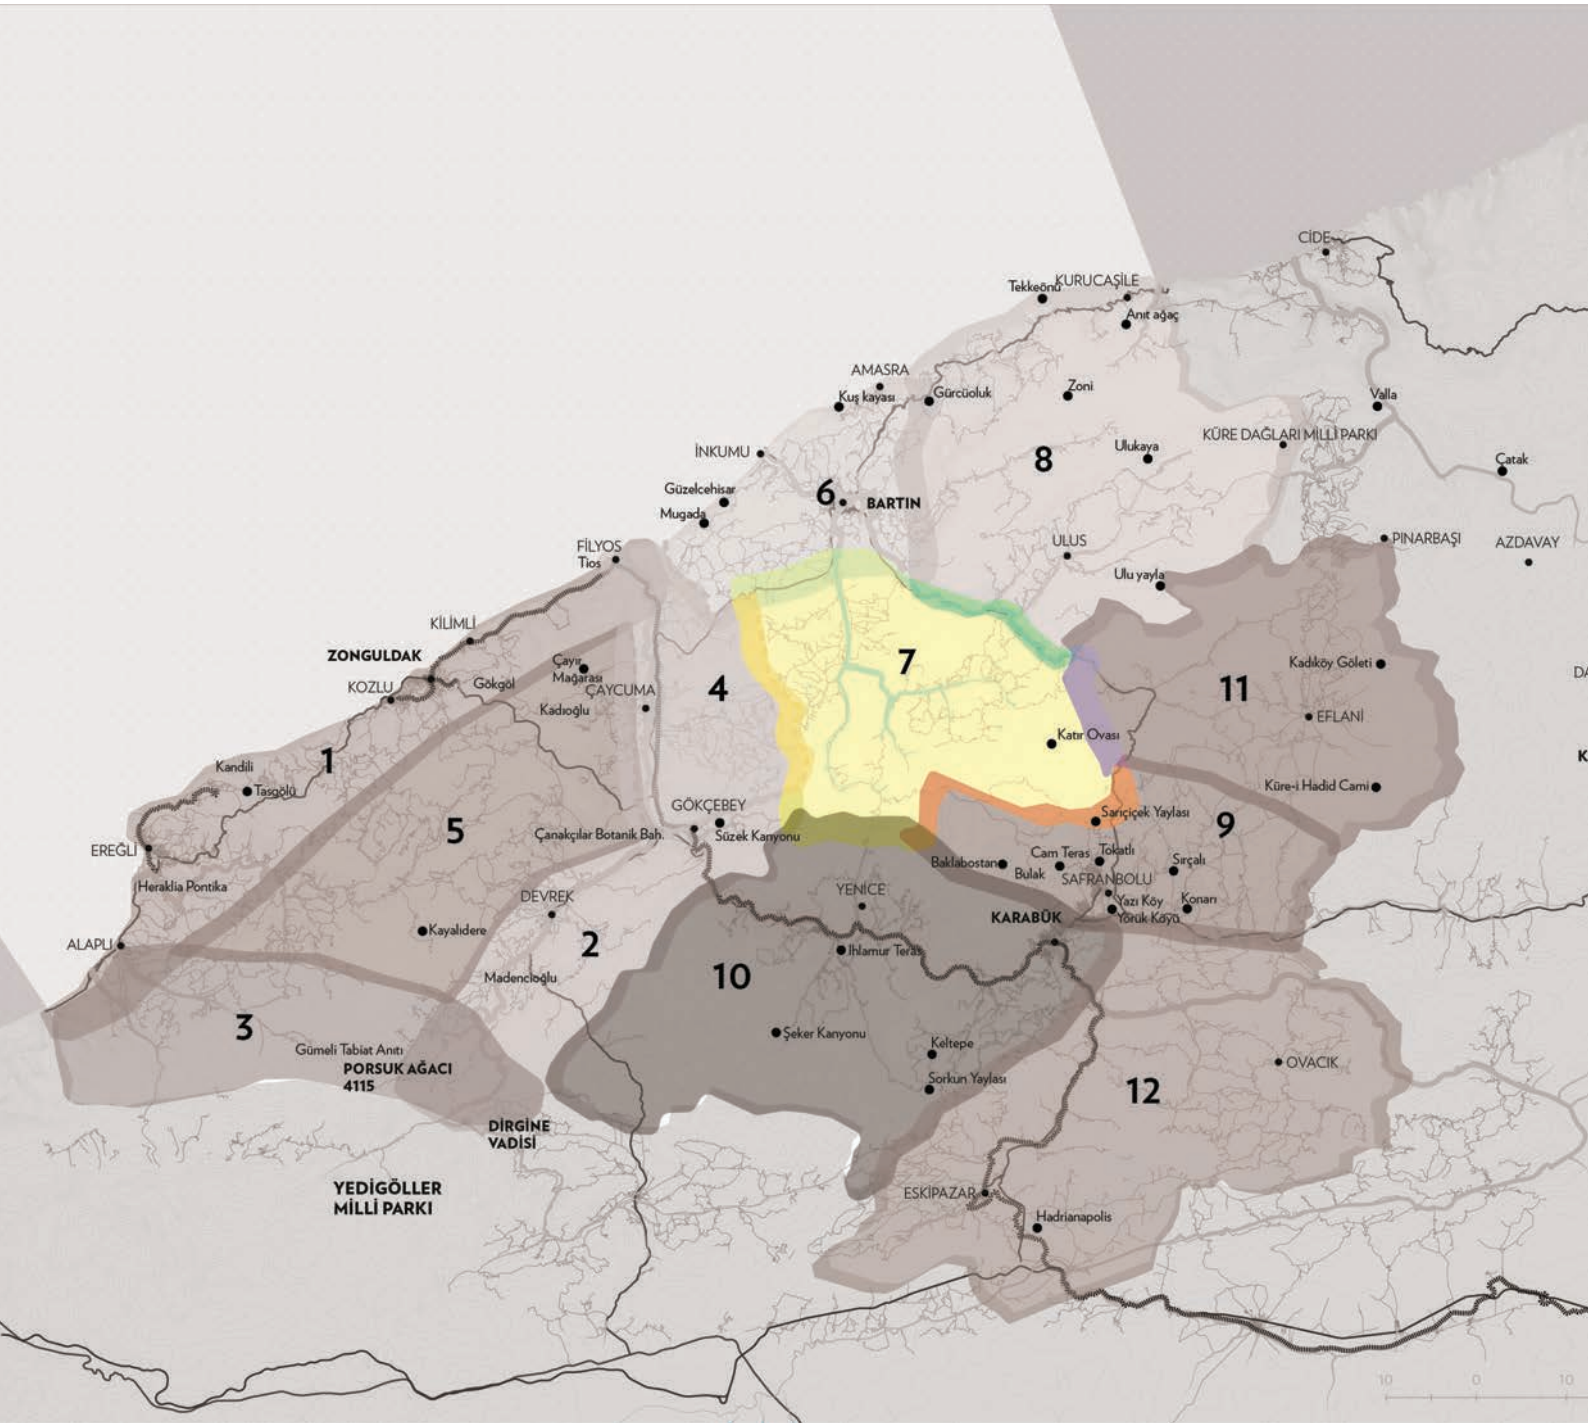 CİDE
KURUCAŞİLE
Tekkeönü
Anıt ağaç
AMASRA
Kuş kayası
Gürcüoluk
Zoni
Valla
KÜRE DAĞLARI MİLLİ PARKI
İNKUMU
Ulukaya
8
Çatak
Güzelcehisar
6
BARTIN
Mugada
FİLYOS
Tios
ULUS
PINARBAŞI
AZDAVAY
Ulu yayla
KİLİMLİ
ZONGULDAK
KOZLU
Gökgöl
Çayır
Mağarası
ÇAYCUMA
Kadıoğlu
4
7
Kadıköy Göleti
DA
11
EFLANİ
Katır Ovası
K
1
Kandili
Tasgölü
Küre-i Hadid Cami
GÖKÇEBEY
Süzek Kanyonu
Çanakçılar Botanik Bah.
5
Sarıçiçek Yaylası
9
EREĞLİ
Heraklia Pontika
Baklabostan
Cam Teras
Tokatlı
Bulak
Sırçalı
SAFRANBOLU
YENİCE
DEVREK
Yazı Köy
Yörük Köyü
Konarı
KARABÜK
Kayalıdere
ALAPLI
2
Ihlamur Teras
Madencioğlu
10
3
Şeker Kanyonu
Gümeli Tabiat Anıtı
PORSUK AĞACI
4115
Keltepe
Sorkun Yaylası
OVACIK
12
DİRGİNE
VADİSİ
YEDİGÖLLER
MİLLİ PARKI
ESKİPAZAR
Hadrianapolis
10 0 10